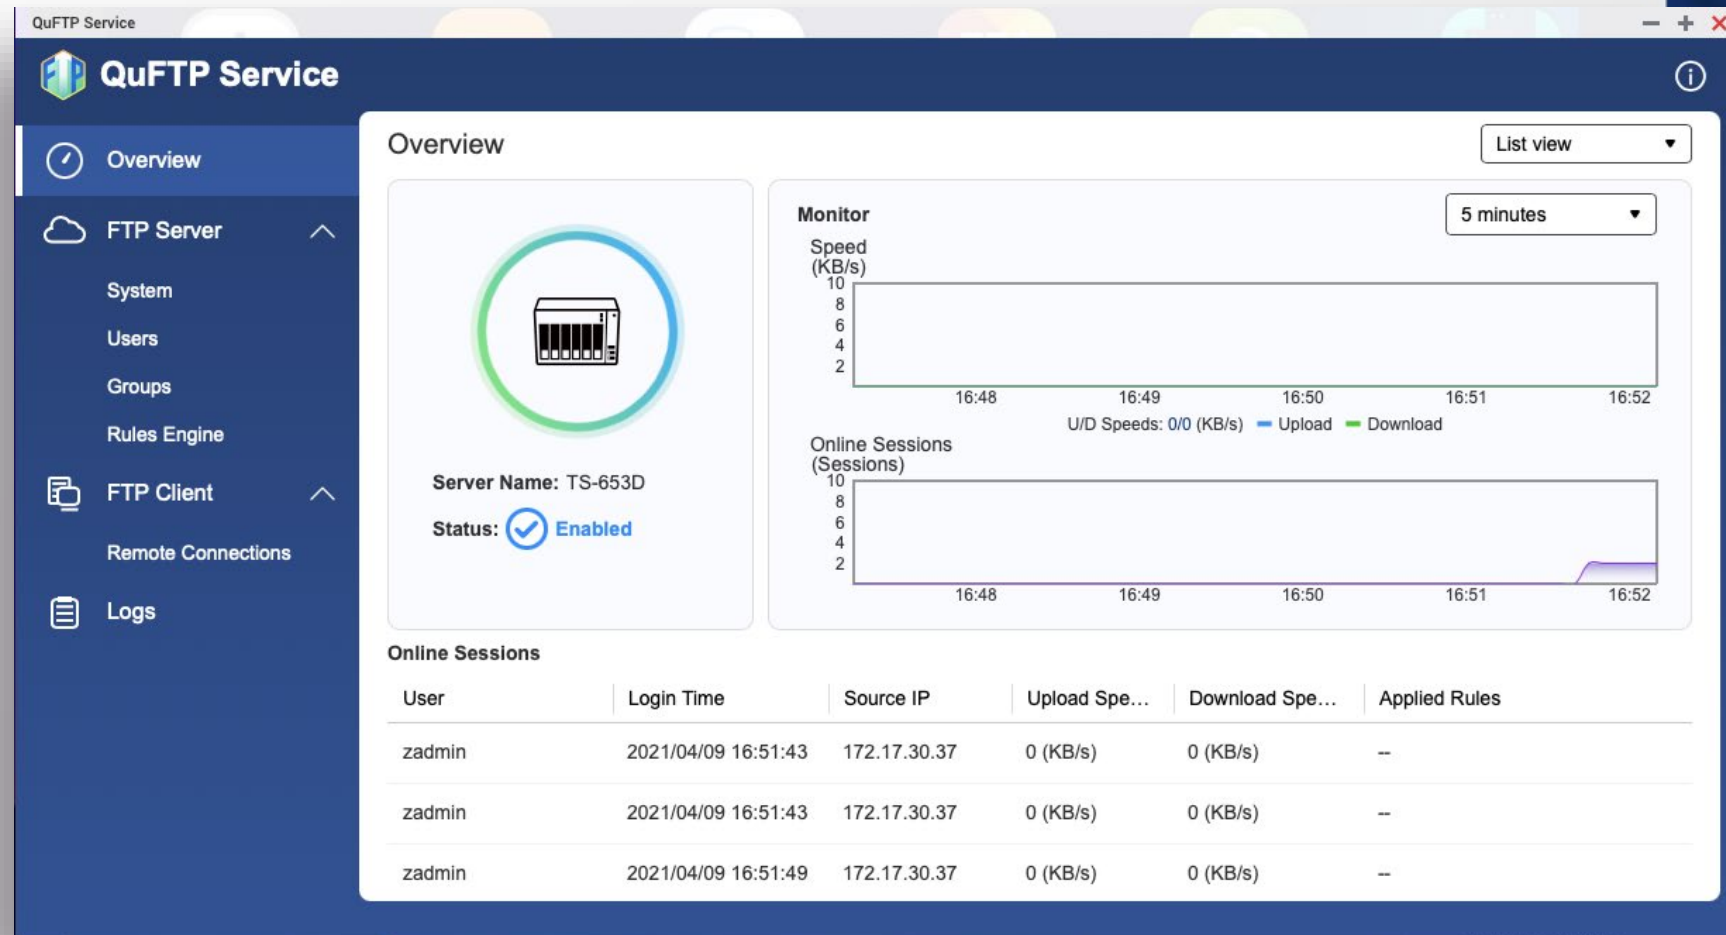 QuFTP Service
FTP QuFTP Service
Overview
FTP Server
System
Users
Groups
Rules Engine
FTP Client
Remote Connections
Logs
Overview
List view
Server Name: TS-653D
Status: Enabled
Monitor
5 minutes
Speed
(KB/s)
10
8
6
4
2
16:48 16:49 16:50 16:51 16:52
U/D Speeds: 0/0 (KB/s) Upload Download
Online Sessions
(Sessions)
10
8
6
4
2
16:48 16:49 16:50 16:51 16:52
Online Sessions
User Login Time Source IP Upload Spe... Download Spe... Applied Rules
zadmin 2021/04/09 16:51:43 172.17.30.37 0 (KB/s) 0 (KB/s) --
zadmin 2021/04/09 16:51:43 172.17.30.37 0 (KB/s) 0 (KB/s) --
zadmin 2021/04/09 16:51:49 172.17.30.37 0 (KB/s) 0 (KB/s) --